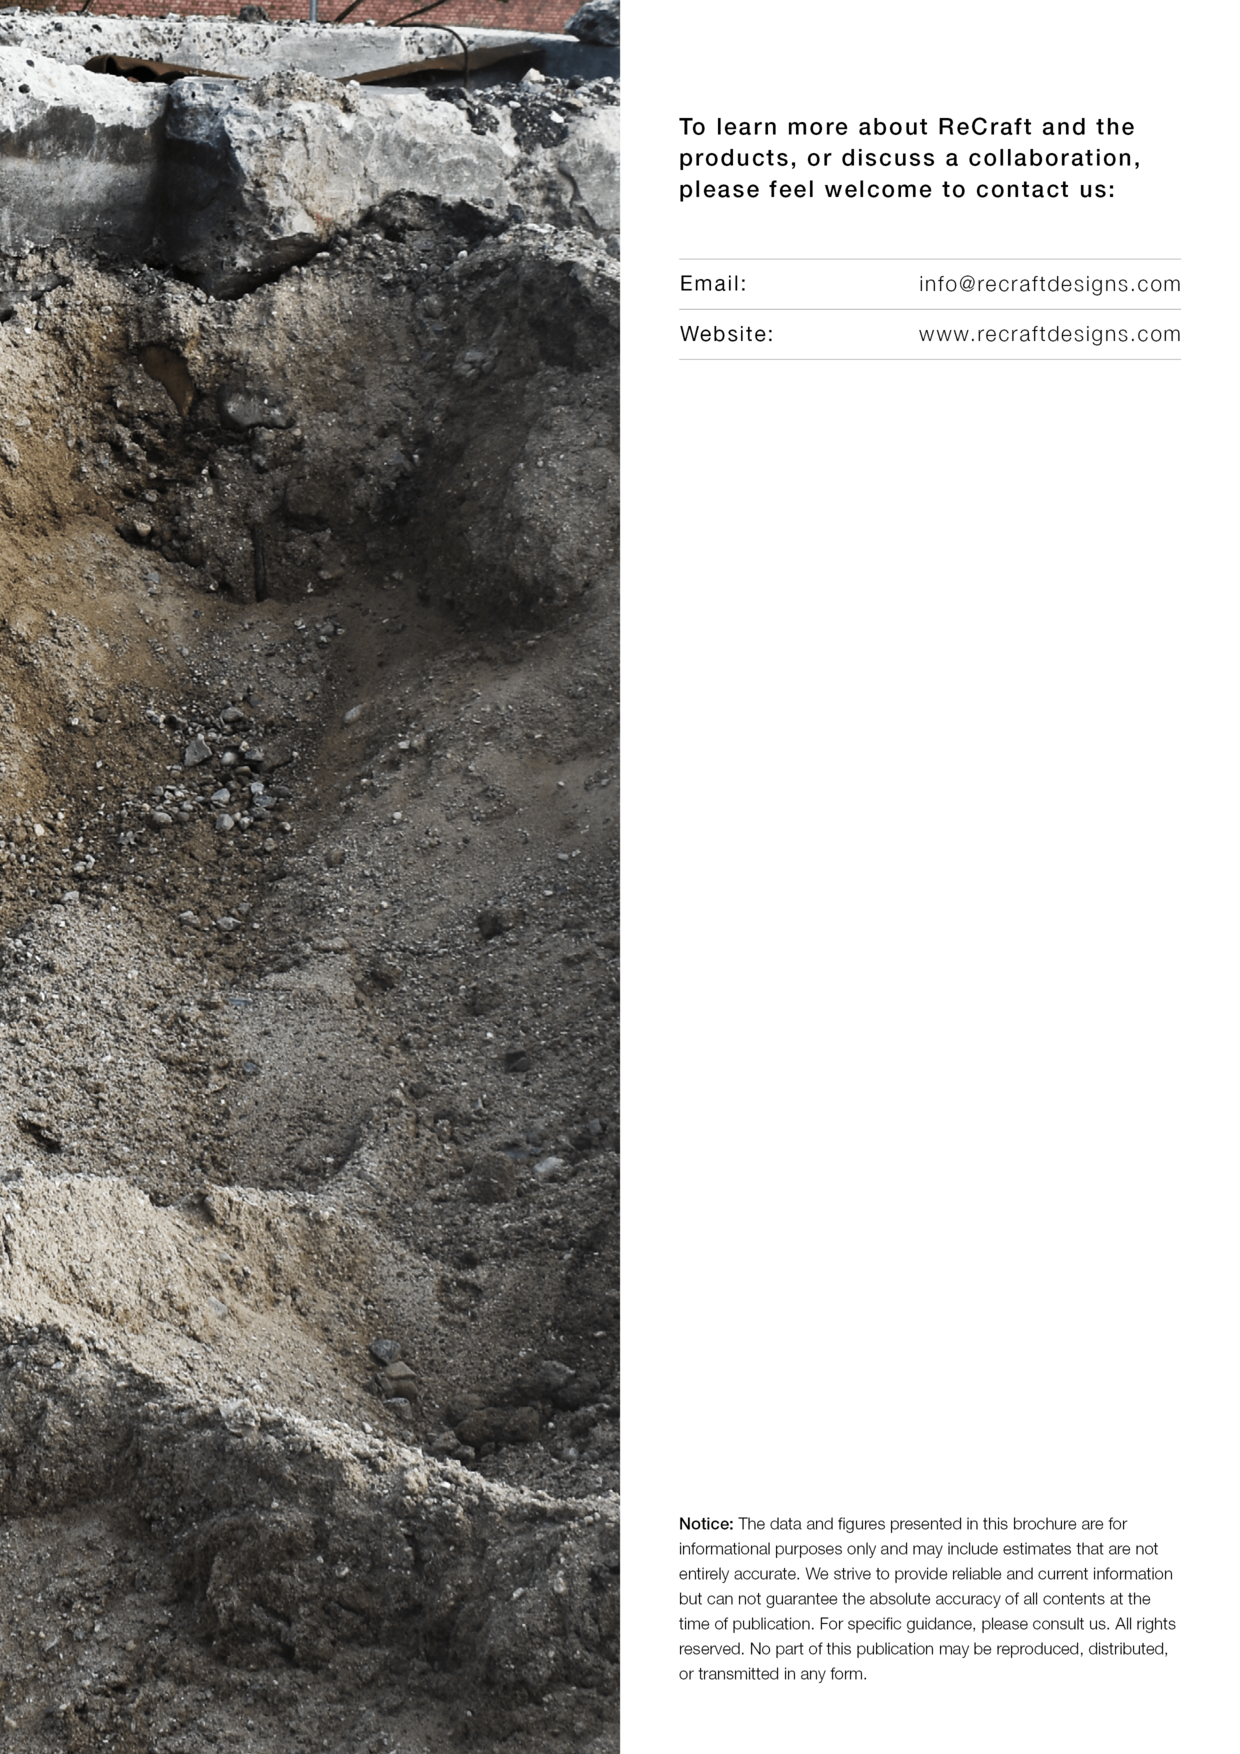 To learn more about ReCraft and the
products, or discuss a collaboration,
please feel welcome to contact us:
Email: info@recraftdesigns.com
Website: www.recraftdesigns.com
Notice: The data and figures presented in this brochure are for
informational purposes only and may include estimates that are not
entirely accurate. We strive to provide reliable and current information
but can not guarantee the absolute accuracy of all contents at the
time of publication. For specific guidance, please consult us. All rights
reserved. No part of this publication may be reproduced, distributed,
or transmitted in any form.